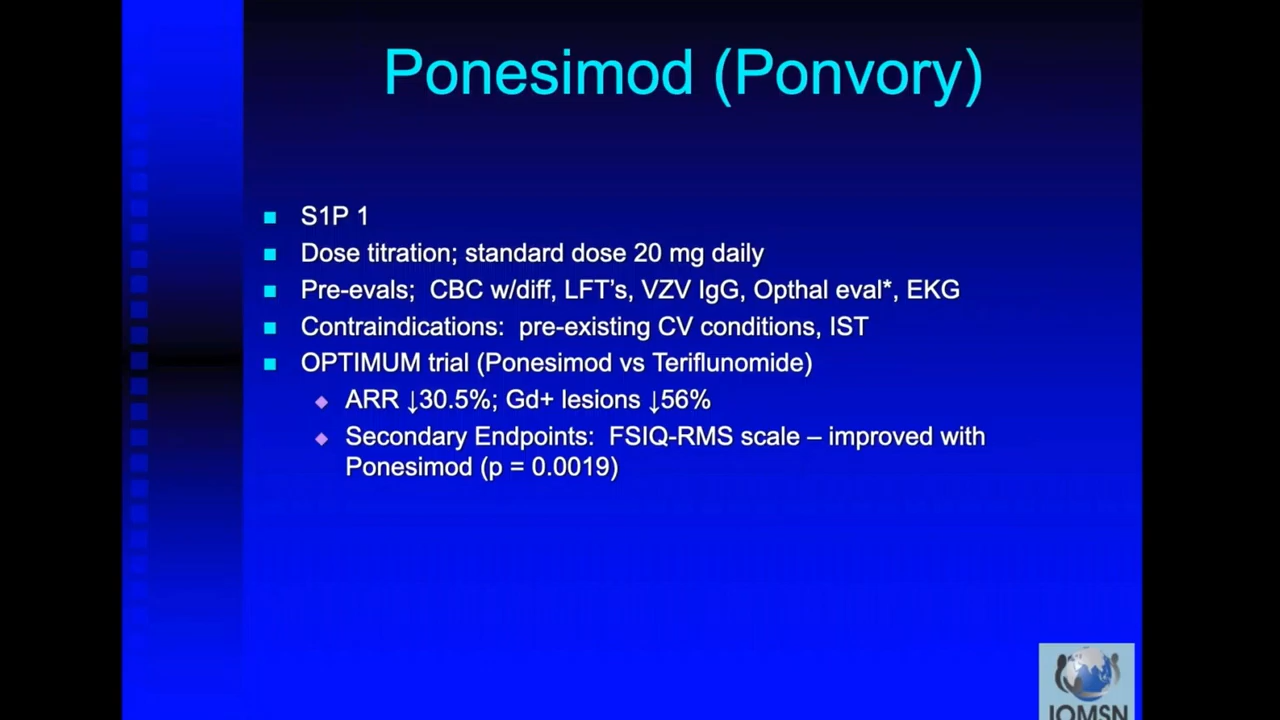 Ponesimod (Ponvory)
S1P 1
Dose titration; standard dose 20 mg daily
Pre-evals;  CBC w/diff, LFT's, VZV IgG, Opthal eval*, EKG
Contraindications:  pre-existing CV conditions, IST
OPTIMUM trial (Ponesimod vs Teriflunomide)
ARR ↓30.5%; Gd+ lesions ↓56%
Secondary Endpoints:  FSIQ-RMS scale – improved with
Ponesimod (p = 0.0019)
IOMSN